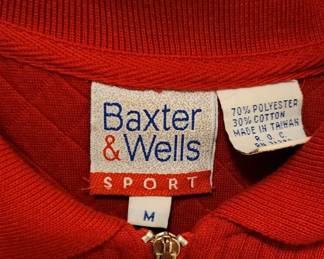 Baxter
& Wells
SPORT
M
70% POLYESTER
30% COTTON
MADE IN TAIWAN
R. O. C.